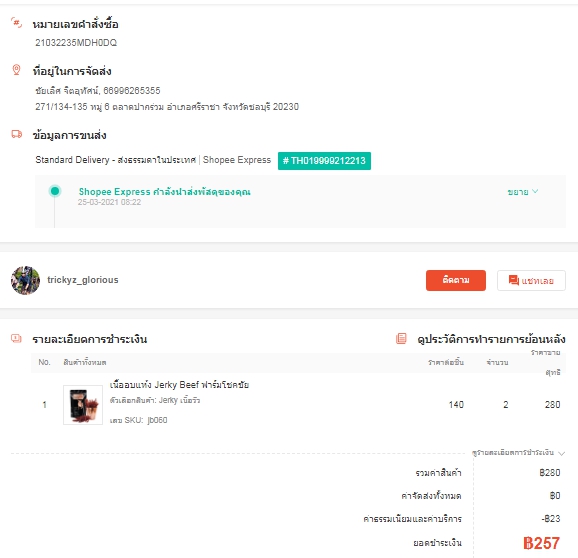 หมายเลขคำสั่งซื้อ
21032235MDH0DQ
ที่อยู่ในการจัดส่ง
ชัยเลิศ จิตอุทัศน์, 66996265355
271/134-135 หมู่ 6 ตลาดปากร่วม อำเภอศรีราชา จังหวัดชลบุรี 20230
ข้อมูลการขนส่ง
Standard Delivery - ส่งธรรมดาในประเทศ | Shopee Express # TH019999212213
Shopee Express กำลังนำส่งพัสดุของคุณ ขยาย
25-03-2021 08:22
trickyz_glorious ติดตาม แชทเลย
รายละเอียดการชำระเงิน ดูประวัติการทำรายการย้อนหลัง
No. สินค้าทั้งหมด ราคาต่อชิ้น จำนวน ราคาขายสุทธิ
เนื้ออบแห้ง Jerky Beef ฟาร์มโชคชัย
ตัวเลือกสินค้า: Jerky เนื้อวัว
1 140 2 280
เลข SKU: jb060
ดูรายละเอียดการชำระเงิน
รวมค่าสินค้า ฿280
ค่าจัดส่งทั้งหมด ฿0
ค่าธรรมเนียมและค่าบริการ -฿23
ยอดชำระเงิน ฿257